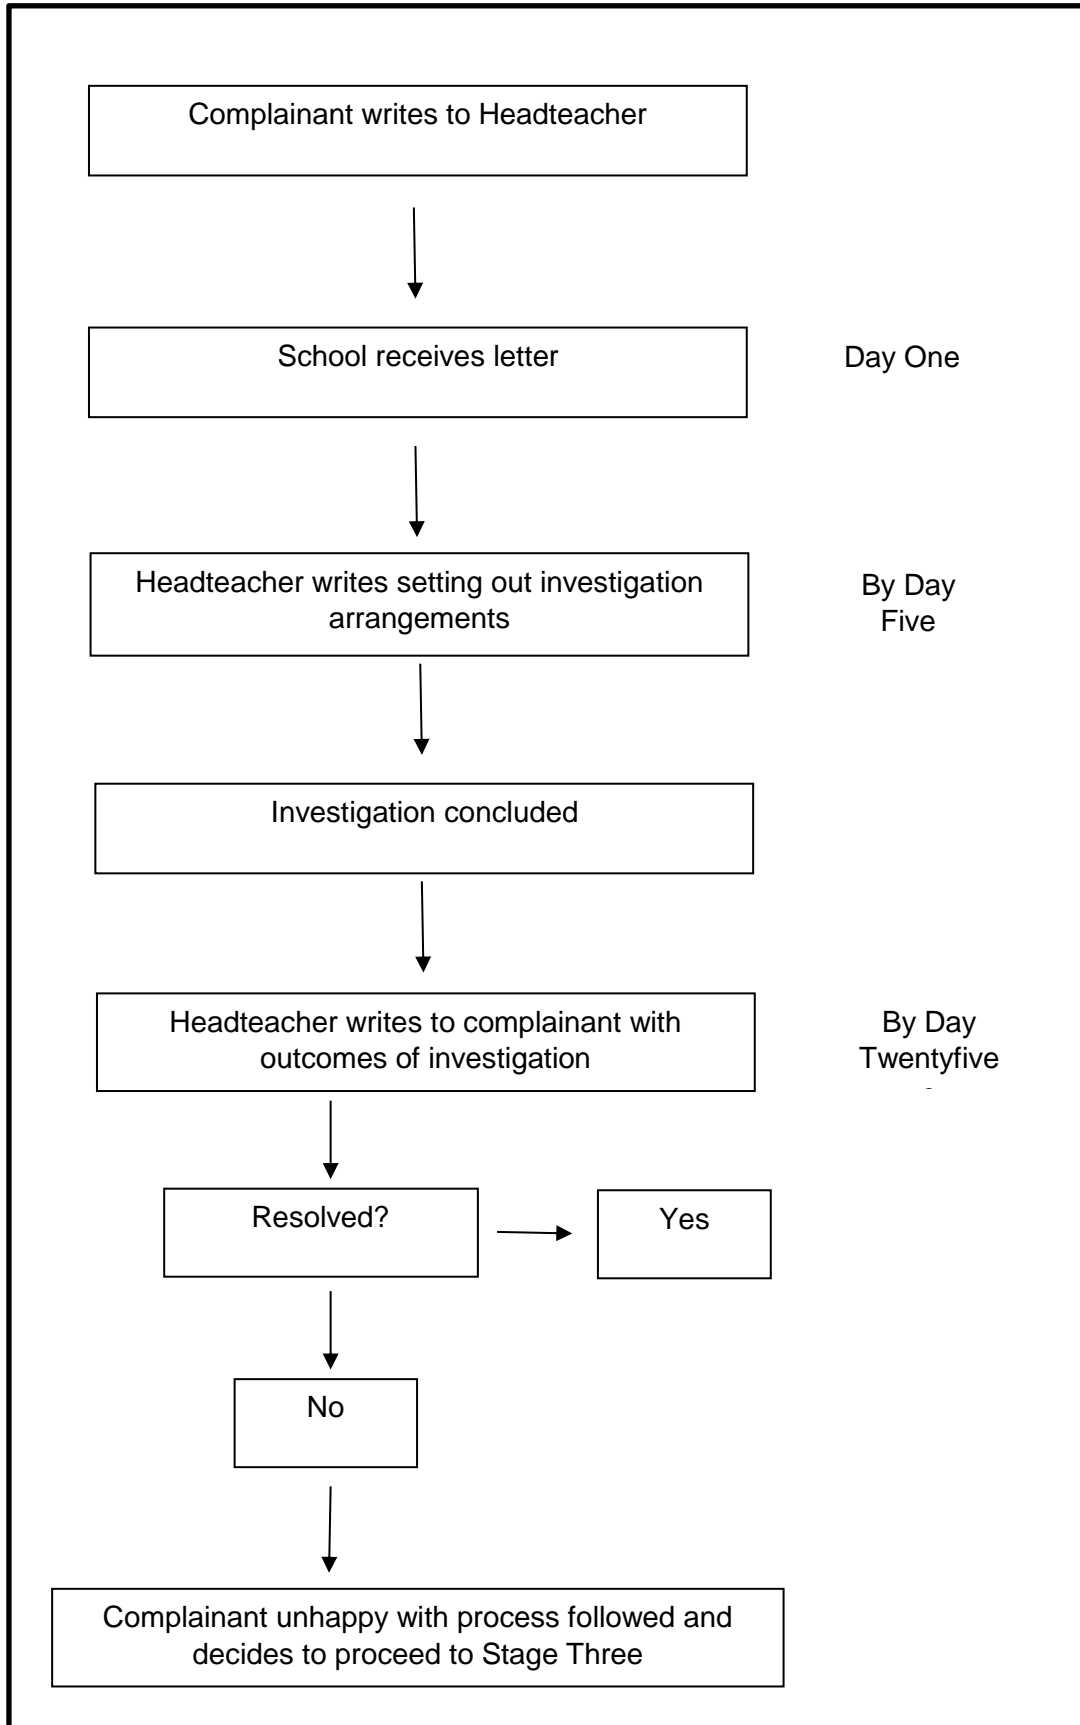 Complainant writes to Headteacher
School receives letter
Day One
Headteacher writes setting out investigation
arrangements
By Day
Five
Investigation concluded
Headteacher writes to complainant with
outcomes of investigation
By Day
Twentyfive
Resolved?
Yes
No
Complainant unhappy with process followed and
decides to proceed to Stage Three